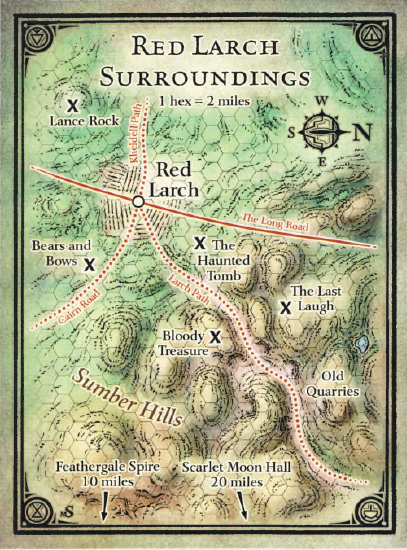 RED LARCH
SURROUNDINGS
1 hex = 2 miles
X
Lance Rock
Kheldell Path
W
S N
E
Red
Larch
The Long Road
Bears and
Bows X
X The
Haunted
Tomb
Cairn Road
Larch Path
The Last
X Laugh
Bloody X
Treasure
Old
Quarries
Sumber Hills
Feathergale Spire
10 miles
Scarlet Moon Hall
20 miles